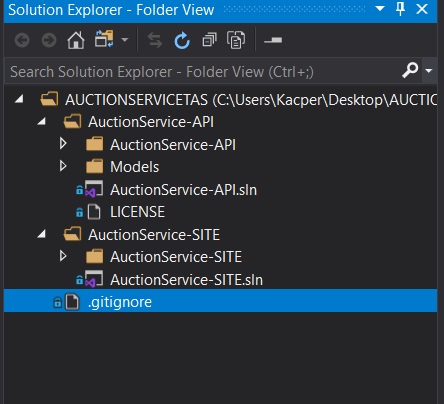 Solution Explorer - Folder View
Search Solution Explorer - Folder View (Ctrl+;)
AUCTIONSERVICETAS (C:\Users\Kacper\Desktop\AUCTIC
AuctionService-API
AuctionService-API
Models
AuctionService-API.sln
LICENSE
AuctionService-SITE
AuctionService-SITE
AuctionService-SITE.sln
.gitignore